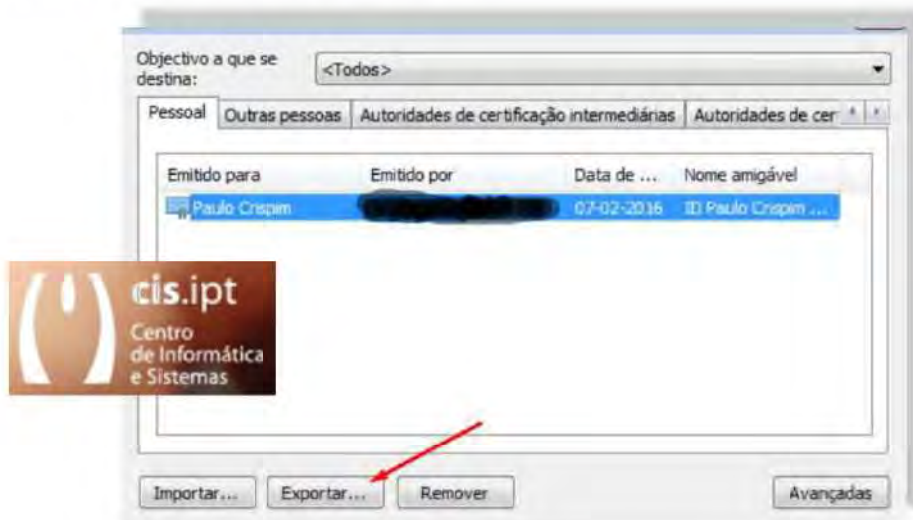 Objectivo a que se
destina:
<Todos>
Pessoal Outras pessoas Autoridades de certificação intermediárias Autoridades de cer
Emitido para Emitido por Data de ... Nome amigável
Paulo Crispim 07-02-2016 ID Paulo Crispim ...
cis.ipt
Centro
de Informática
e Sistemas
Importar... Exportar... Remover Avançadas